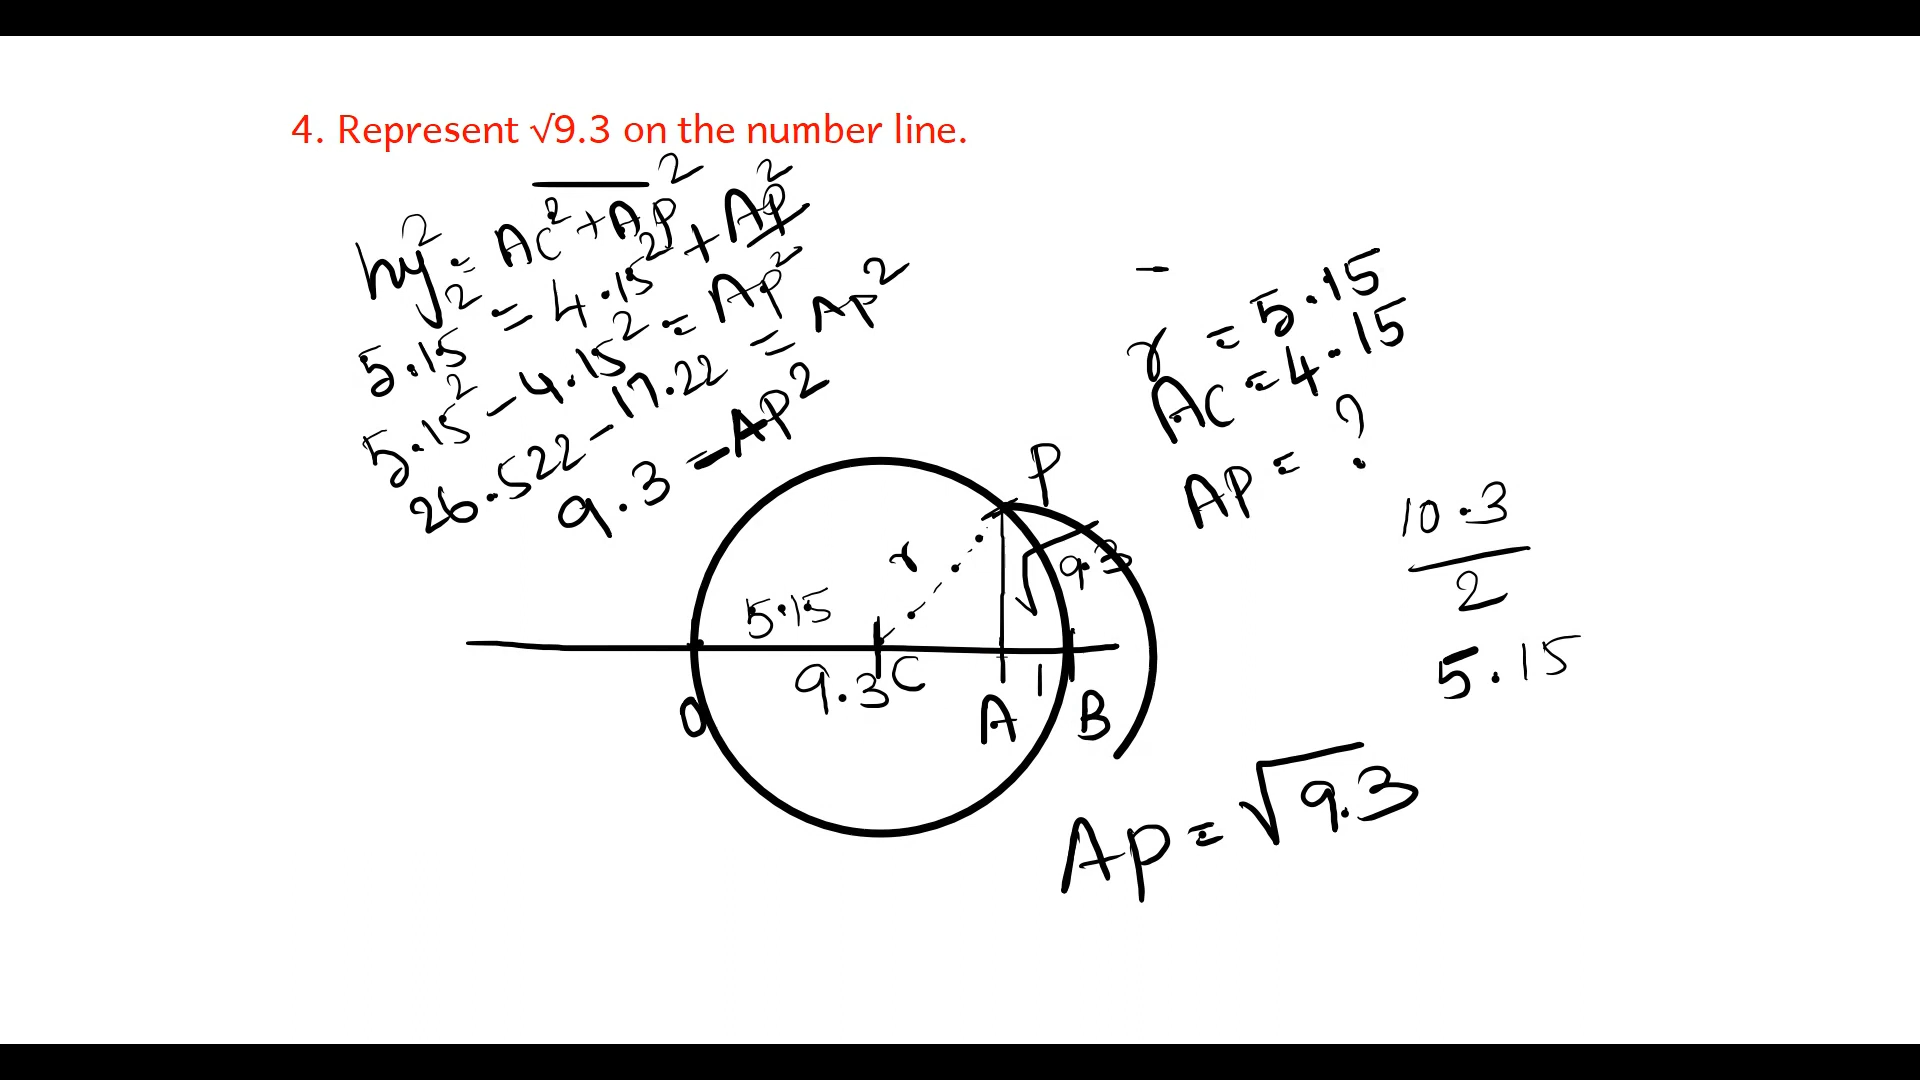 4. Represent √9.3 on the number line.
hy² = AC² + AP²
5.15² = 4.15² + AP²
5.15² - 4.15² = AP²
26.522 - 17.22 = AP²
9.3 = AP²
r = 5.15
AC = 4.15
AP = ?
10.3
2
5.15
P
r
√9.3
5.15
9.3
C
1
O
A
B
AP = √9.3